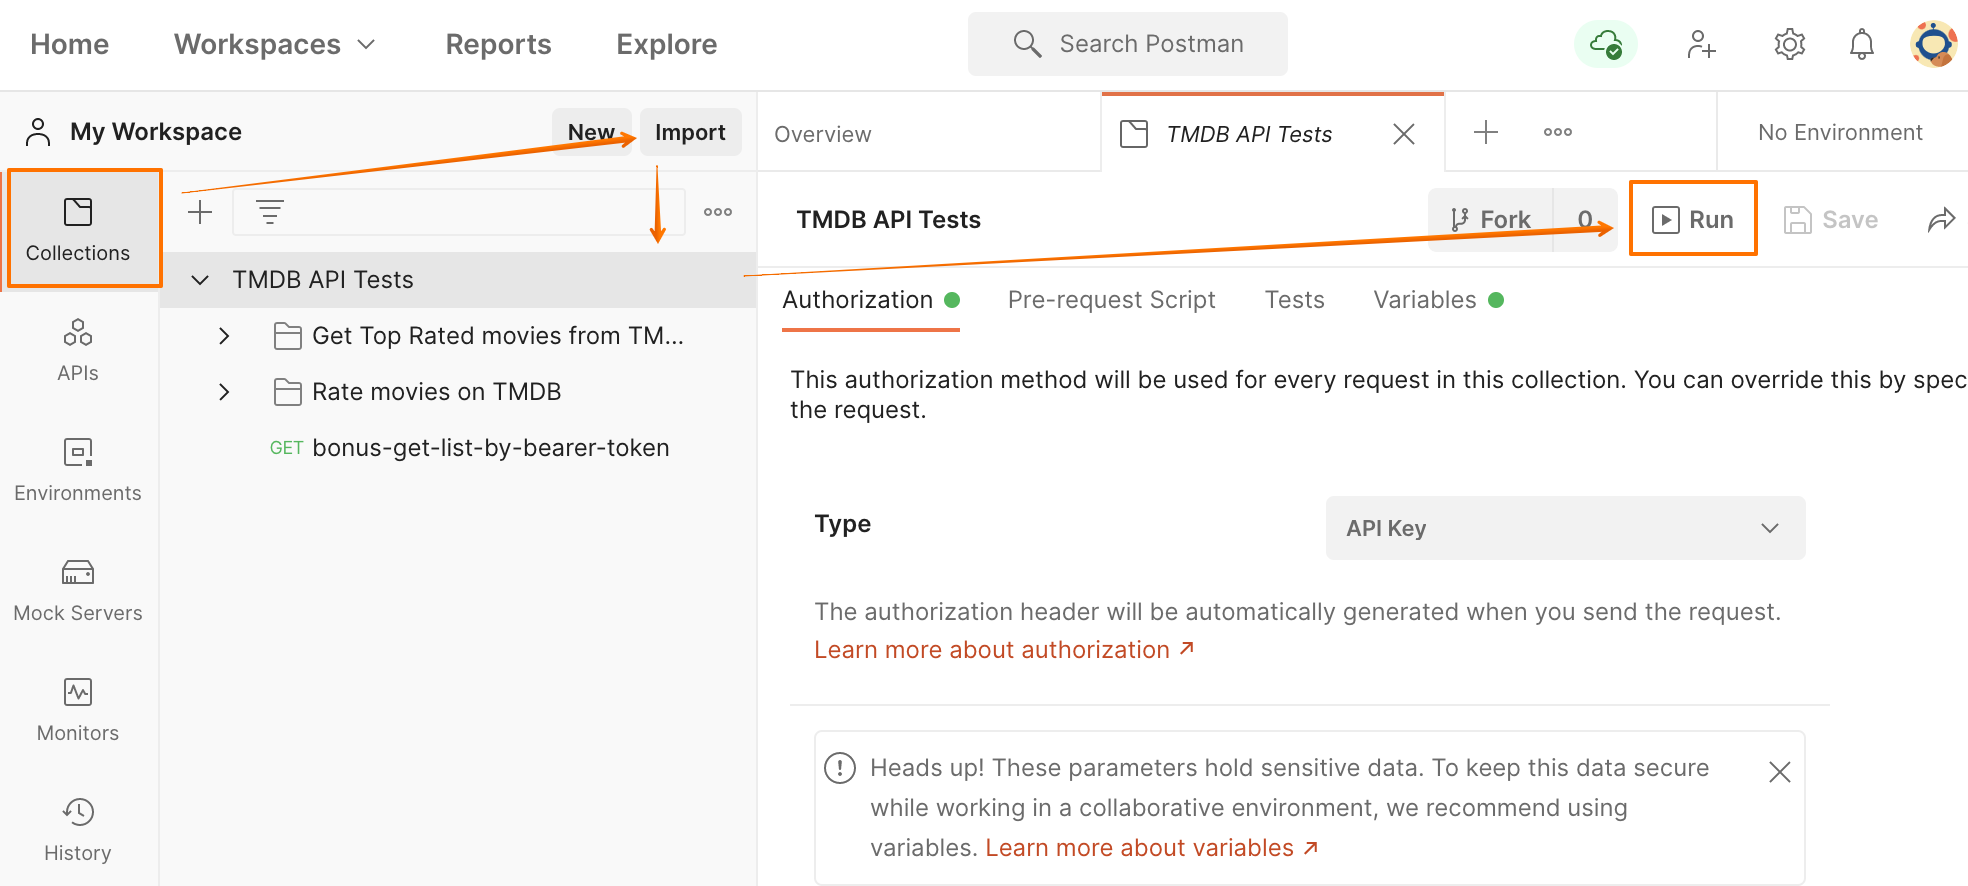 Home
Workspaces
Reports
Explore
Search Postman
My Workspace
New
Import
Overview
TMDB API Tests
No Environment
Collections
APIs
Environments
Mock Servers
Monitors
History
TMDB API Tests
Get Top Rated movies from TM...
Rate movies on TMDB
GET bonus-get-list-by-bearer-token
TMDB API Tests
Fork
0
Run
Save
Authorization
Pre-request Script
Tests
Variables
This authorization method will be used for every request in this collection. You can override this by spec
the request.
Type
API Key
The authorization header will be automatically generated when you send the request.
Learn more about authorization ↗
Heads up! These parameters hold sensitive data. To keep this data secure
while working in a collaborative environment, we recommend using
variables. Learn more about variables ↗